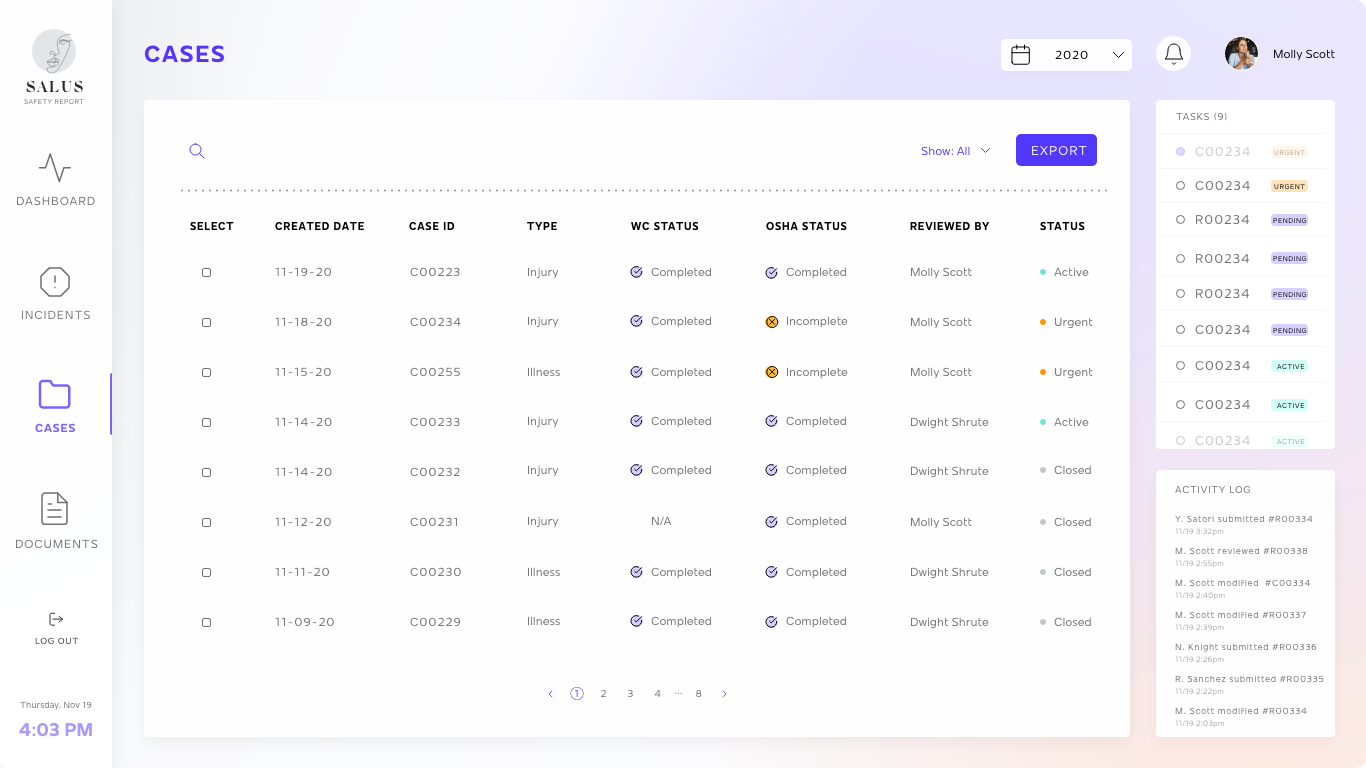 SALUS
SAFETY REPORT
DASHBOARD
INCIDENTS
CASES
DOCUMENTS
LOG OUT
Thursday, Nov 19
4:03 PM
CASES
2020
Molly Scott
Show: All
EXPORT
SELECT CREATED DATE CASE ID TYPE WC STATUS OSHA STATUS REVIEWED BY STATUS
11-19-20 C00223 Injury Completed Completed Molly Scott Active
11-18-20 C00234 Injury Completed Incomplete Molly Scott Urgent
11-15-20 C00255 Illness Completed Incomplete Molly Scott Urgent
11-14-20 C00233 Injury Completed Completed Dwight Shrute Active
11-14-20 C00232 Injury Completed Completed Dwight Shrute Closed
11-12-20 C00231 Injury N/A Completed Molly Scott Closed
11-11-20 C00230 Illness Completed Completed Dwight Shrute Closed
11-09-20 C00229 Illness Completed Completed Dwight Shrute Closed
‹ 1 2 3 4 ··· 8 ›
TASKS (9)
C00234 URGENT
C00234 URGENT
R00234 PENDING
R00234 PENDING
R00234 PENDING
C00234 PENDING
C00234 ACTIVE
C00234 ACTIVE
C00234 ACTIVE
ACTIVITY LOG
Y. Satori submitted #R00334
11/19 3:32pm
M. Scott reviewed #R00338
11/19 2:55pm
M. Scott modified #C00334
11/19 2:40pm
M. Scott modified #R00337
11/19 2:39pm
N. Knight submitted #R00336
11/19 2:26pm
R. Sanchez submitted #R00335
11/19 2:22pm
M. Scott modified #R00334
11/19 2:03pm